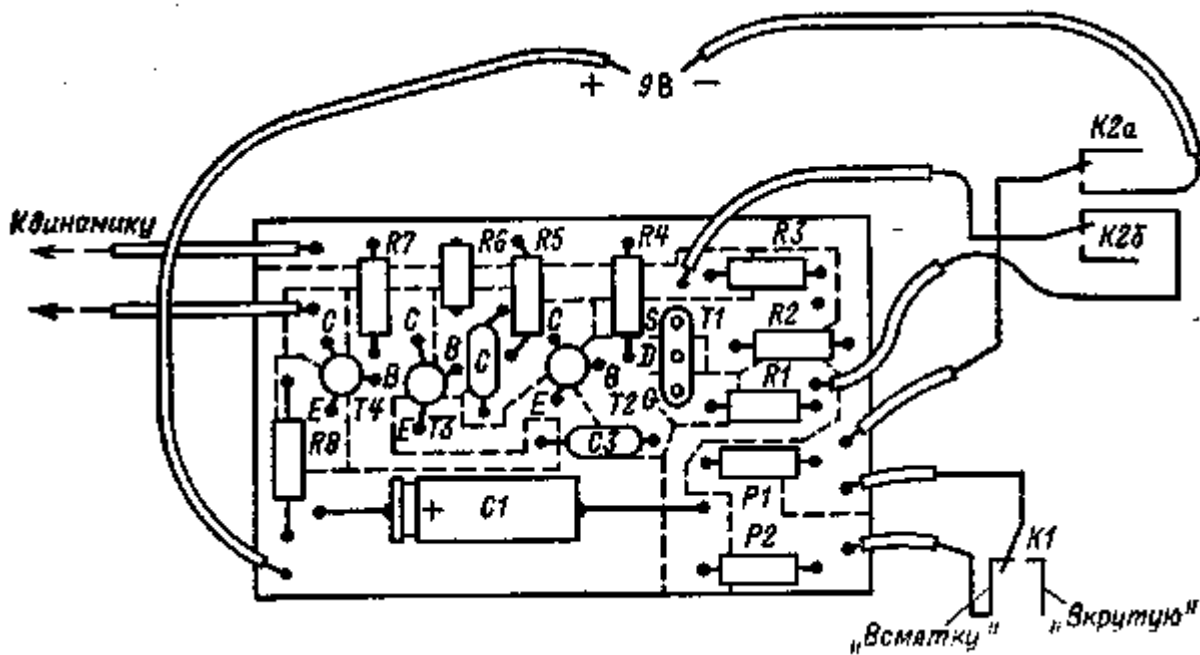 + 9В −
К2а
К2б
К динамику
R7
R6
R5
R4
R3
C
C
C
C
S
T1
R2
D
B
B
B
R1
G
E
T4
E
T3
E
T2
R8
C3
P1
+ C1
P2
К1
„Всматку"
„Вкрутую"